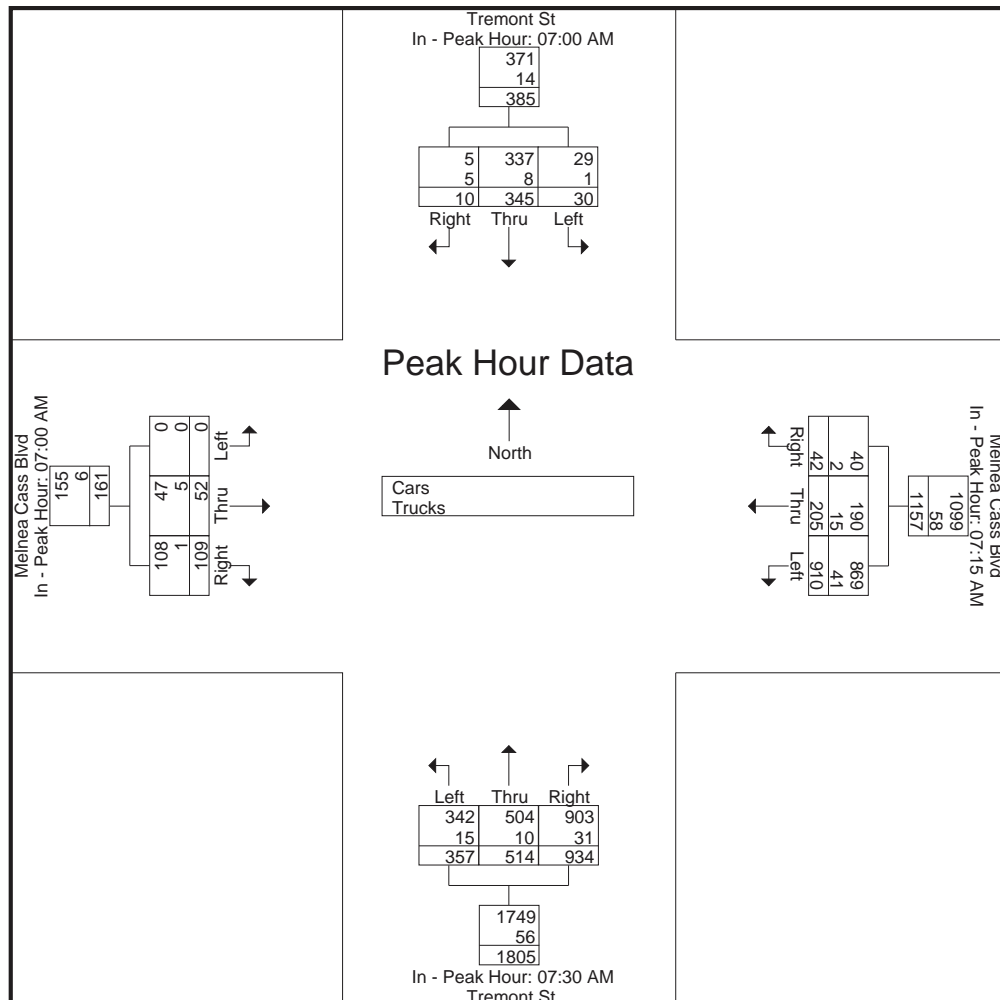 Tremont St
In - Peak Hour: 07:00 AM
371
14
385
5 337 29
5 8 1
10 345 30
Right Thru Left
Peak Hour Data
North
Cars
Trucks
Melnea Cass Blvd
In - Peak Hour: 07:00 AM
155
6
161
0 47 108
0 5 1
0 52 109
Left Thru Right
Melnea Cass Blvd
In - Peak Hour: 07:15 AM
1099
58
1157
40 190 869
2 15 41
42 205 910
Right Thru Left
Left Thru Right
342 504 903
15 10 31
357 514 934
1749
56
1805
In - Peak Hour: 07:30 AM
Tremont St